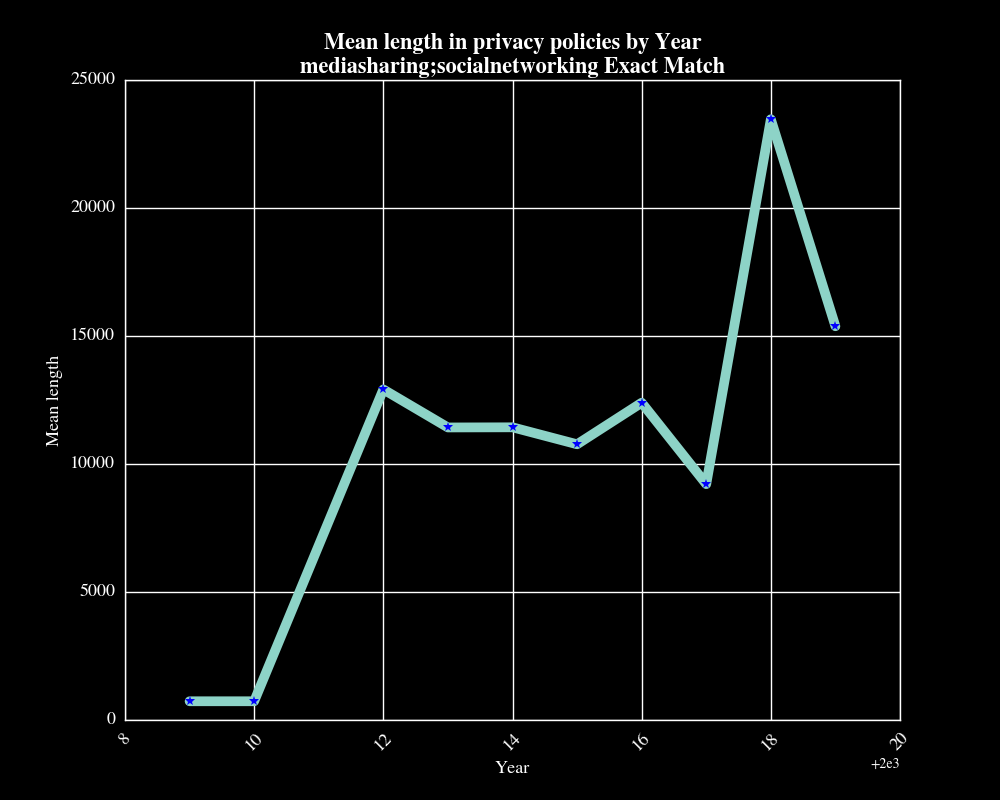 Mean length in privacy policies by Year
mediasharing;socialnetworking Exact Match
25000
20000
15000
10000
5000
0
Mean length
8
10
12
14
16
18
20
+2e3
Year